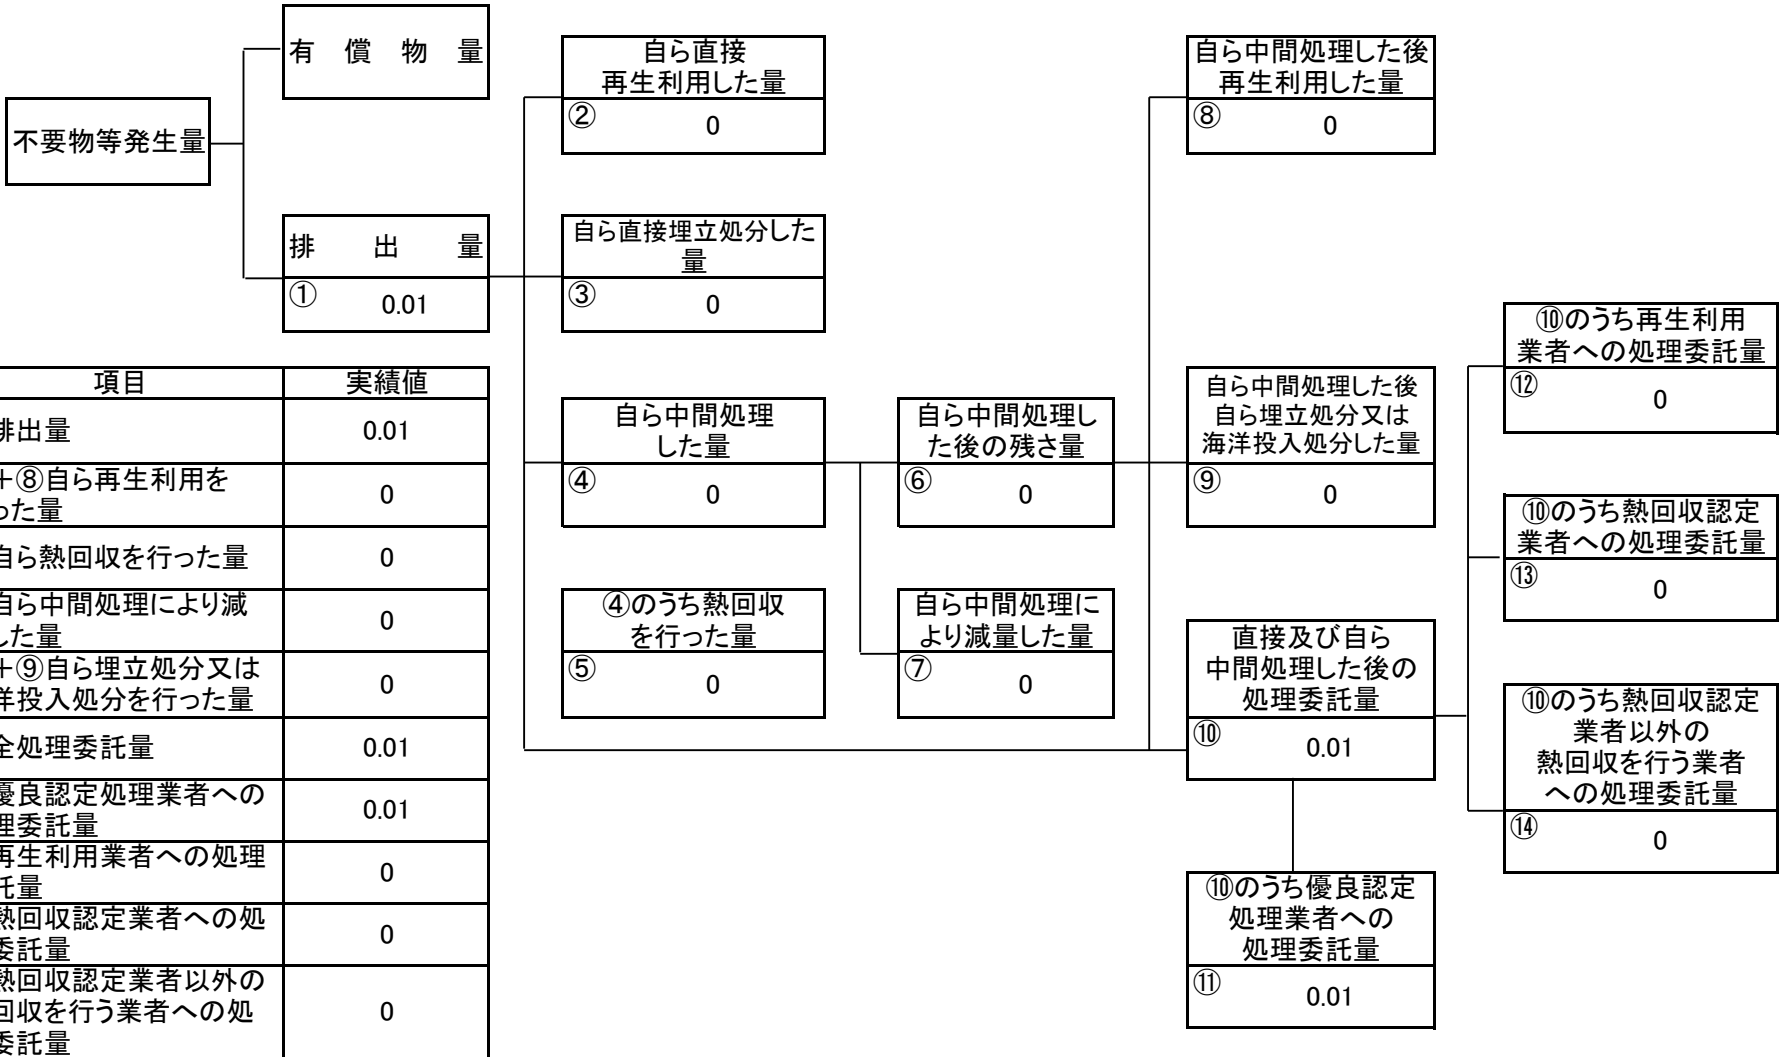 有償物量
不要物等発生量
排出量
① 0.01
自ら直接
再生利用した量
② 0
自ら直接埋立処分した
量
③ 0
自ら中間処理
した量
④ 0
④のうち熱回収
を行った量
⑤ 0
自ら中間処理し
た後の残さ量
⑥ 0
自ら中間処理に
より減量した量
⑦ 0
自ら中間処理した後
再生利用した量
⑧ 0
自ら中間処理した後
自ら埋立処分又は
海洋投入処分した量
⑨ 0
直接及び自ら
中間処理した後の
処理委託量
⑩ 0.01
⑩のうち優良認定
処理業者への
処理委託量
⑪ 0.01
⑩のうち再生利用
業者への処理委託量
⑫ 0
⑩のうち熱回収認定
業者への処理委託量
⑬ 0
⑩のうち熱回収認定
業者以外の
熱回収を行う業者
への処理委託量
⑭ 0
項目 実績値
排出量 0.01
+⑧自ら再生利用を
った量 0
自ら熱回収を行った量 0
自ら中間処理により減
した量 0
+⑨自ら埋立処分又は
洋投入処分を行った量 0
全処理委託量 0.01
優良認定処理業者への
理委託量 0.01
再生利用業者への処理
託量 0
熱回収認定業者への処
委託量 0
熱回収認定業者以外の
回収を行う業者への処
委託量 0